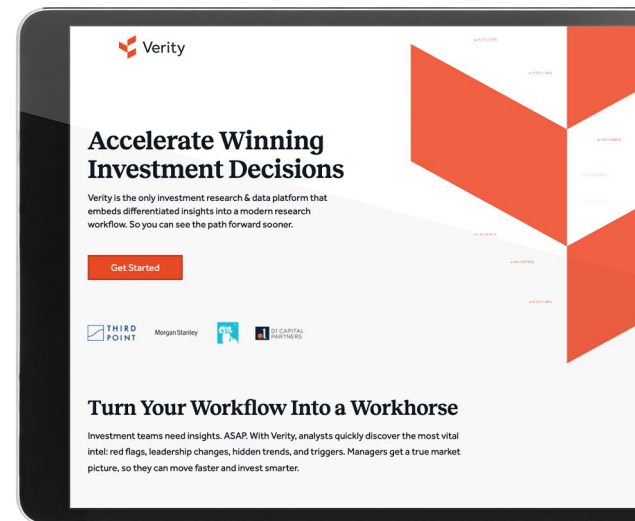 Verity
Accelerate Winning
Investment Decisions
Verity is the only investment research & data platform that
embeds differentiated insights into a modern research
workflow. So you can see the path forward sooner.
Get Started
THIRD
POINT
Morgan Stanley
D1 CAPITAL
PARTNERS
Turn Your Workflow Into a Workhorse
Investment teams need insights. ASAP. With Verity, analysts quickly discover the most vital
intel: red flags, leadership changes, hidden trends, and triggers. Managers get a true market
picture, so they can move faster and invest smarter.